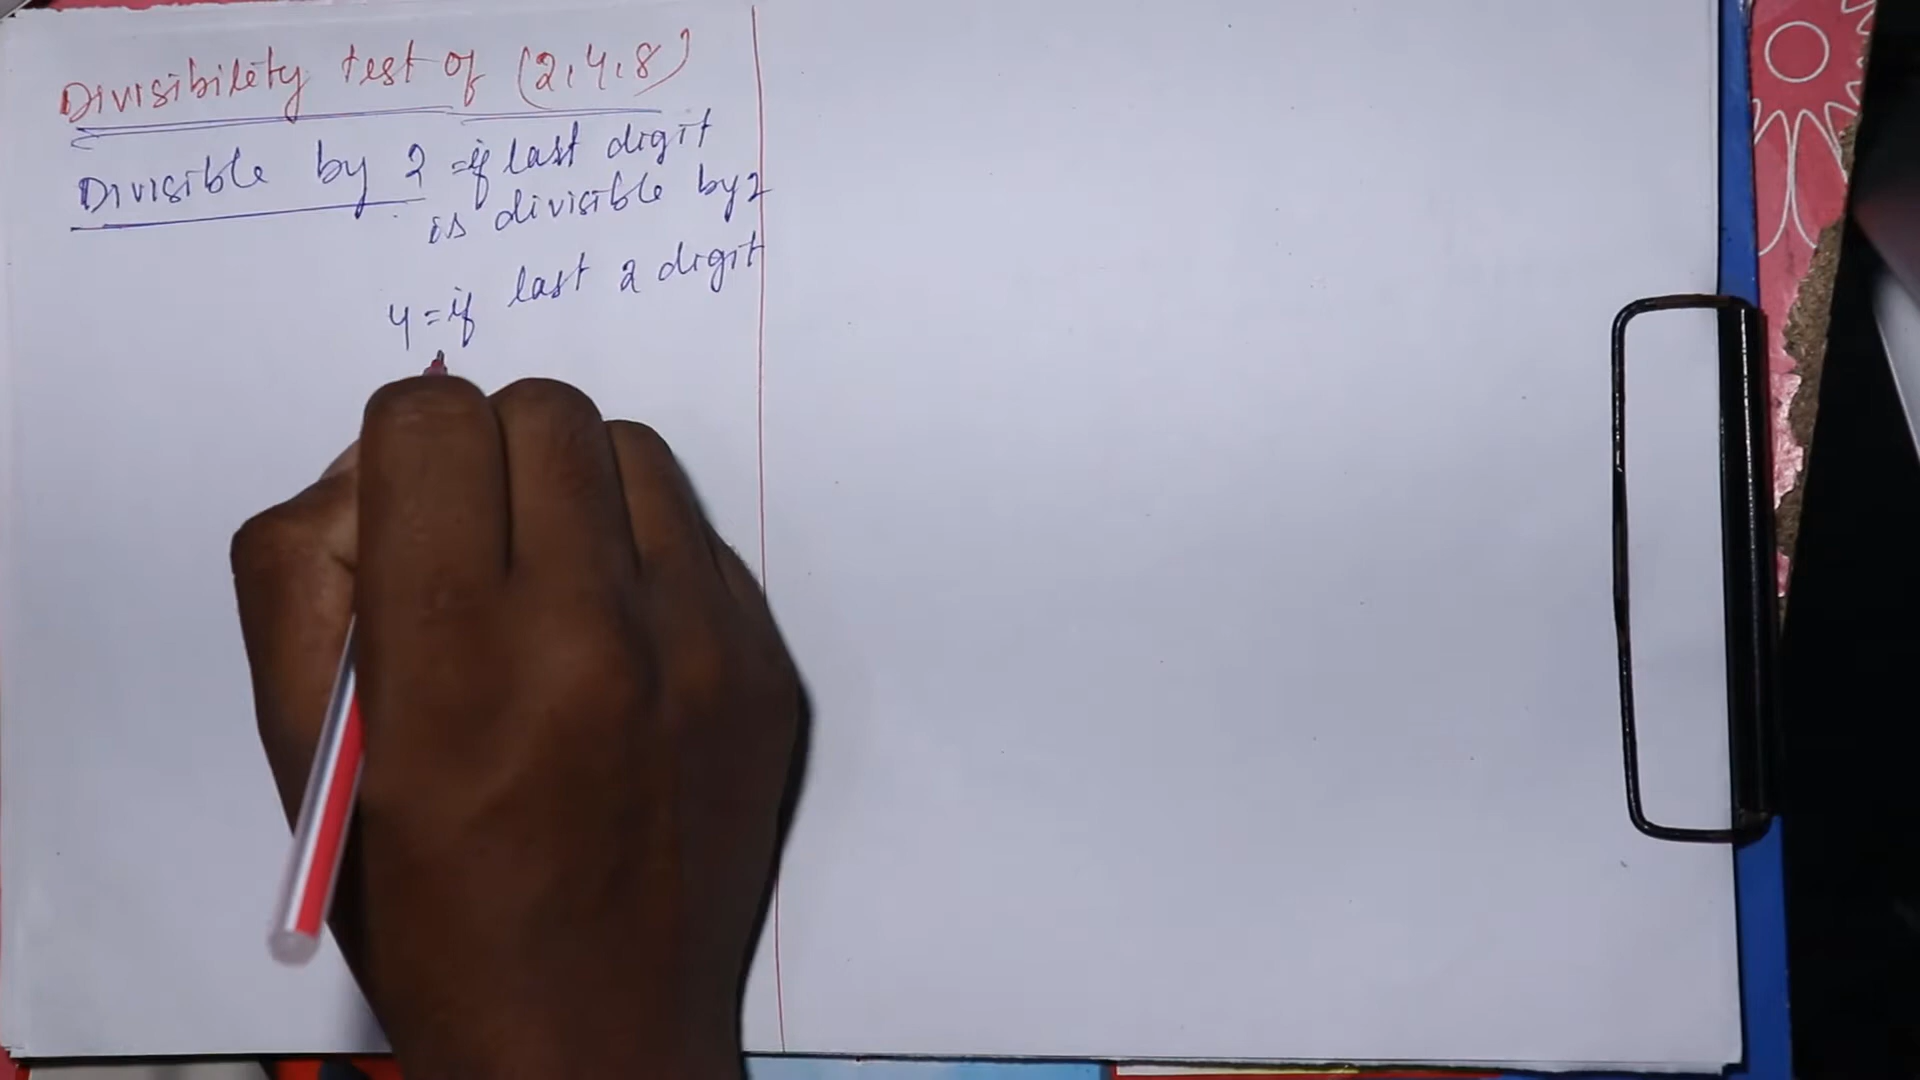 Divisibility test of (2,4,8)
Divisible by 2 = if last digit
is divisible by 2
4 = if last 2 digit